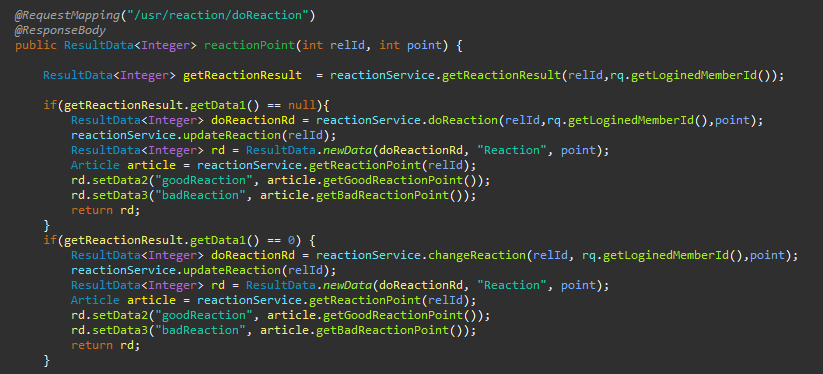 @RequestMapping("/usr/reaction/doReaction")
@ResponseBody
public ResultData<Integer> reactionPoint(int relId, int point) {
ResultData<Integer> getReactionResult  = reactionService.getReactionResult(relId,rq.getLoginedMemberId());
if(getReactionResult.getData1() == null){
ResultData<Integer> doReactionRd = reactionService.doReaction(relId,rq.getLoginedMemberId(),point);
reactionService.updateReaction(relId);
ResultData<Integer> rd = ResultData.newData(doReactionRd, "Reaction", point);
Article article = reactionService.getReactionPoint(relId);
rd.setData2("goodReaction", article.getGoodReactionPoint());
rd.setData3("badReaction", article.getBadReactionPoint());
return rd;
}
if(getReactionResult.getData1() == 0) {
ResultData<Integer> doReactionRd = reactionService.changeReaction(relId, rq.getLoginedMemberId(),point);
reactionService.updateReaction(relId);
ResultData<Integer> rd = ResultData.newData(doReactionRd, "Reaction", point);
Article article = reactionService.getReactionPoint(relId);
rd.setData2("goodReaction", article.getGoodReactionPoint());
rd.setData3("badReaction", article.getBadReactionPoint());
return rd;
}